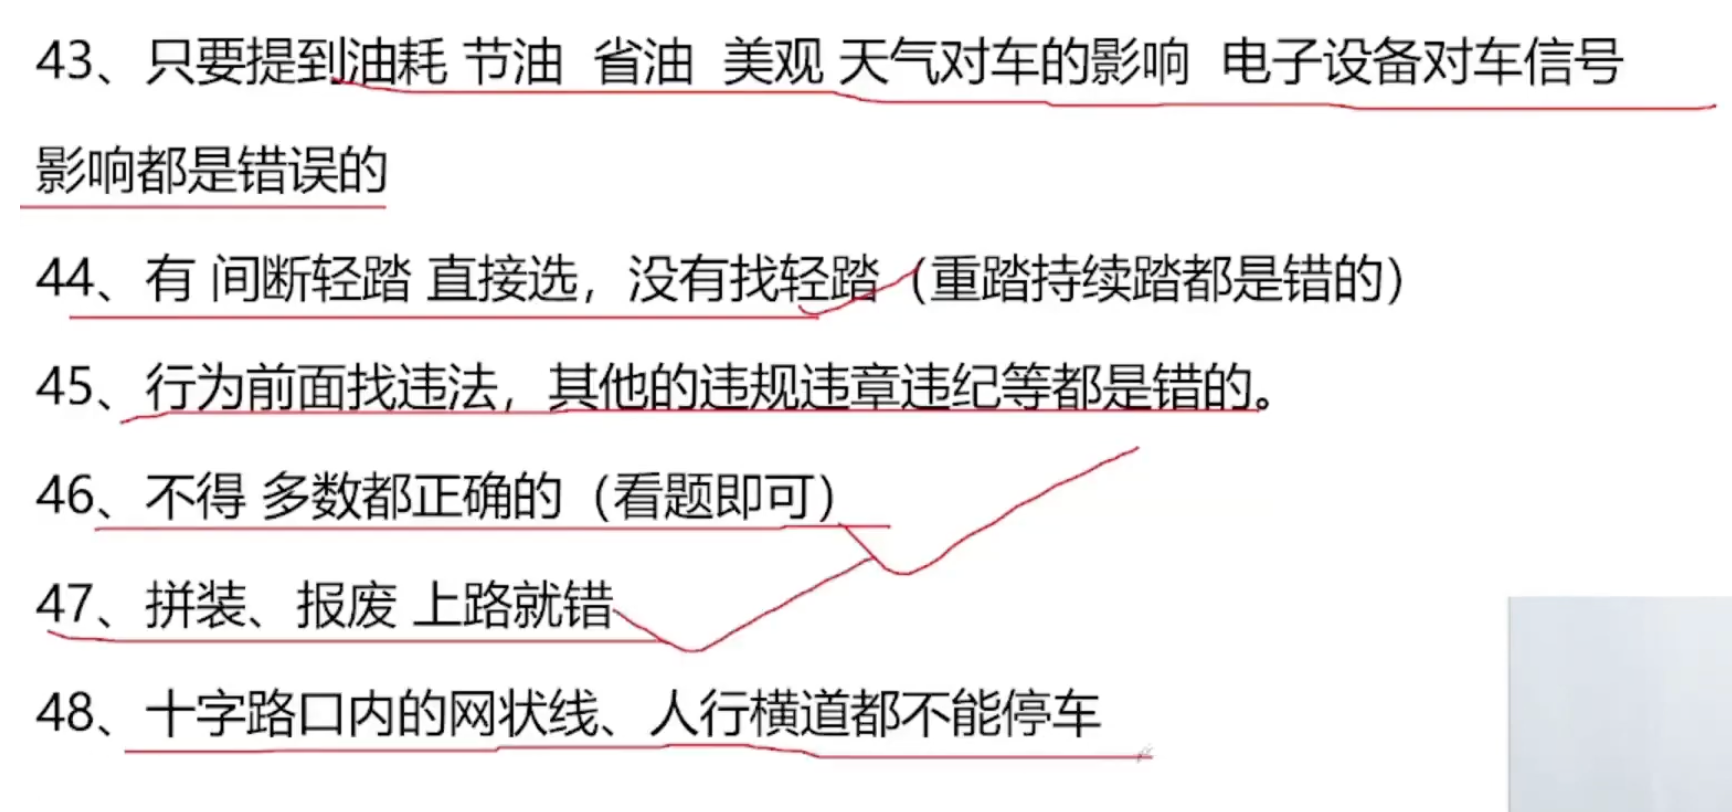 43、只要提到油耗 节油 省油 美观 天气对车的影响 电子设备对车信号
影响都是错误的
44、有 间断轻踏 直接选，没有找轻踏（重踏持续踏都是错的）
45、行为前面找违法，其他的违规违章违纪等都是错的。
46、不得 多数都正确的（看题即可）
47、拼装、报废 上路就错
48、十字路口内的网状线、人行横道都不能停车